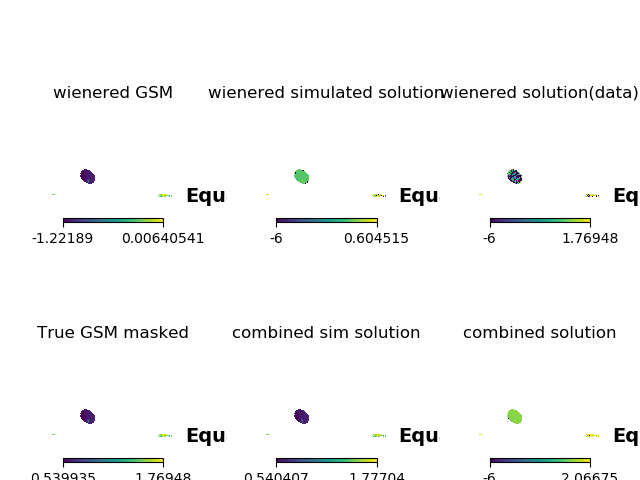 wienered GSM
wienered simulated solution
wienered solution(data)
Equ
Equ
Eq
-1.22189 0.00640541
-6 0.604515
-6 1.76948
True GSM masked
combined sim solution
combined solution
Equ
Equ
Eq
0.539935 1.76948
0.540407 1.77704
-6 2.06675